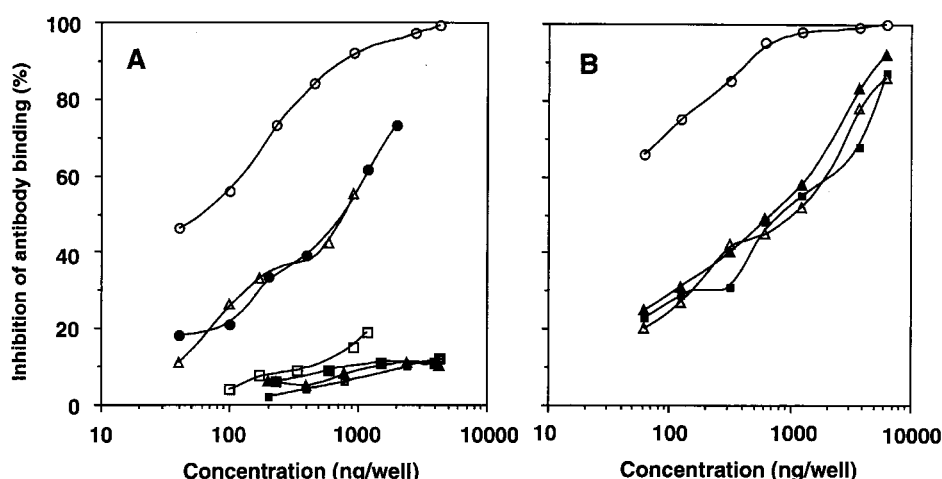 Inhibition of antibody binding (%)
100
80
60
40
20
0
A
10 100 1000 10000
Concentration (ng/well)
B
10 100 1000 10000
Concentration (ng/well)